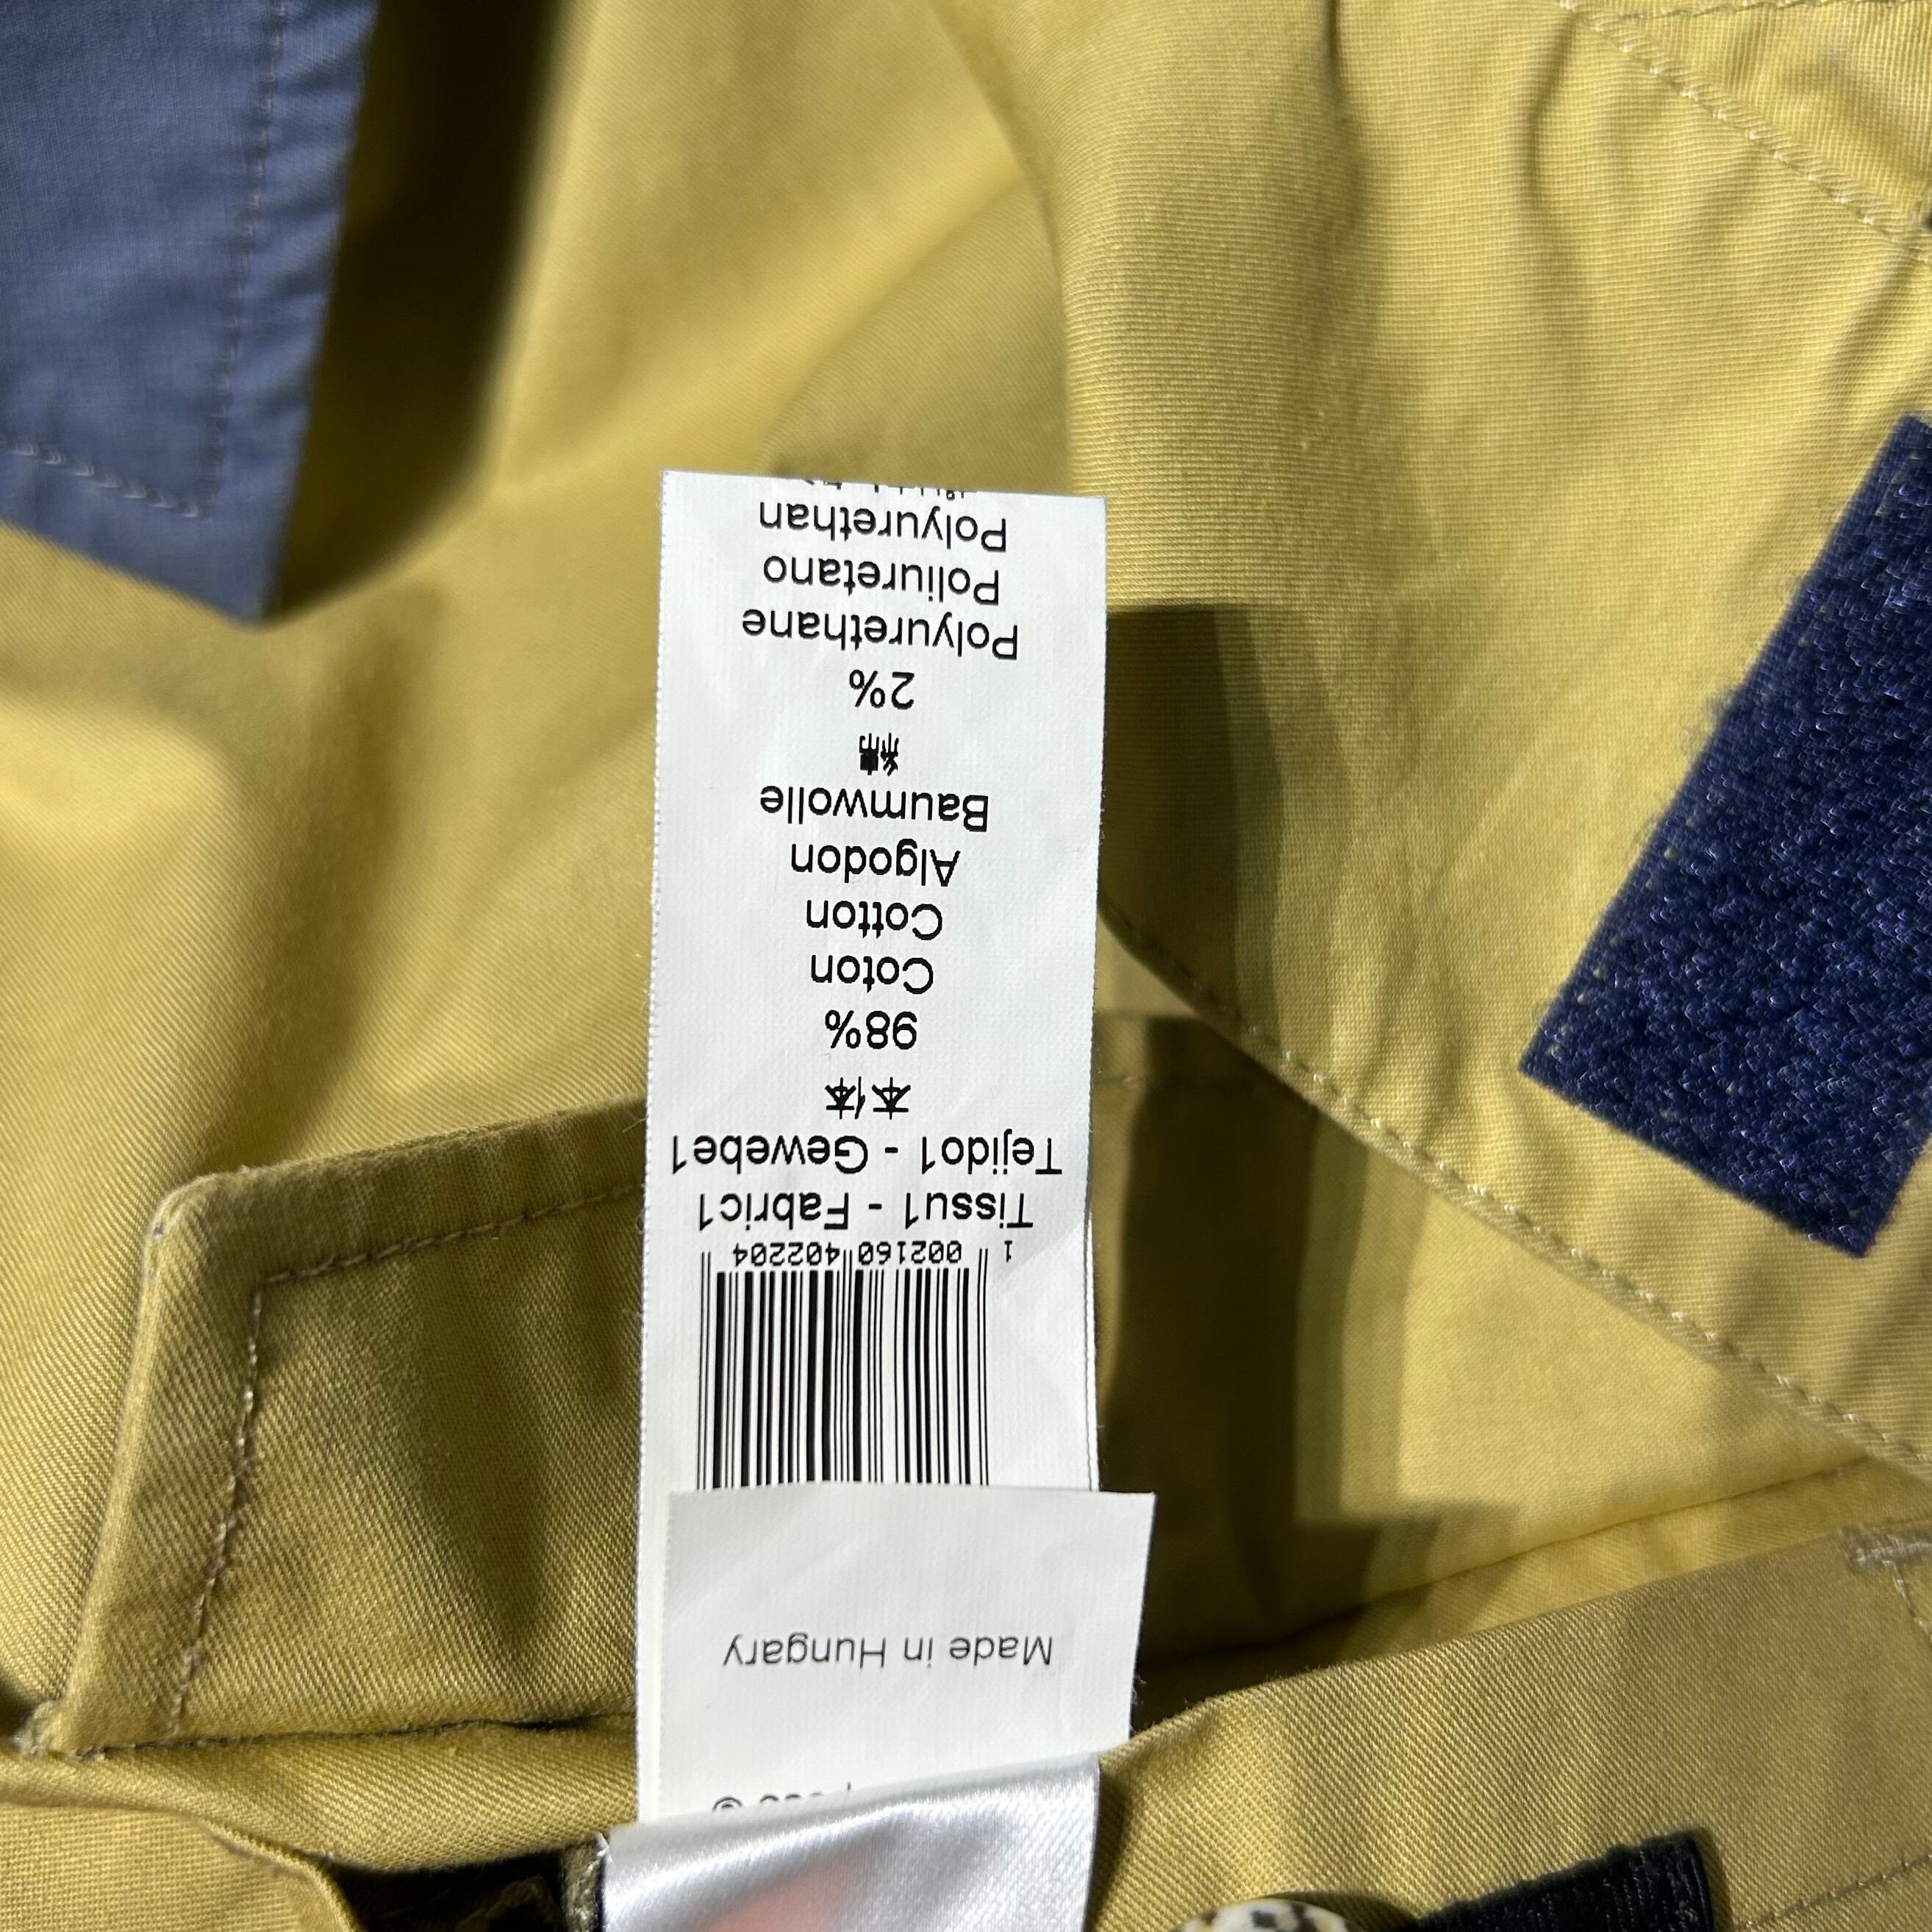 Made in Hungary
1 002160 402204
Tissu1 - Fabric1
Tejido1 - Gewebe1
本体
98%
Coton
Cotton
Algodon
Baumwolle
綿
2%
Polyurethane
Poliuretano
Polyurethan